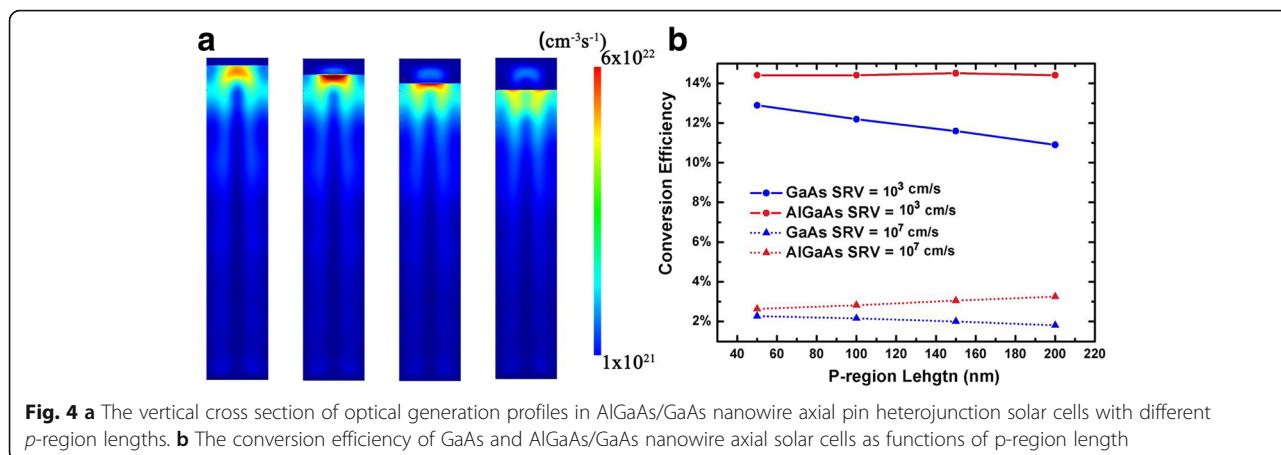 a
(cm⁻³s⁻¹)
6x10²²
1x10²¹
b
Conversion Efficiency
14%
12%
10%
8%
6%
4%
2%
GaAs SRV = 10³ cm/s
AlGaAs SRV = 10³ cm/s
GaAs SRV = 10⁷ cm/s
AlGaAs SRV = 10⁷ cm/s
40 60 80 100 120 140 160 180 200 220
P-region Lehgtn (nm)
Fig. 4 a The vertical cross section of optical generation profiles in AlGaAs/GaAs nanowire axial pin heterojunction solar cells with different
p-region lengths. b The conversion efficiency of GaAs and AlGaAs/GaAs nanowire axial solar cells as functions of p-region length